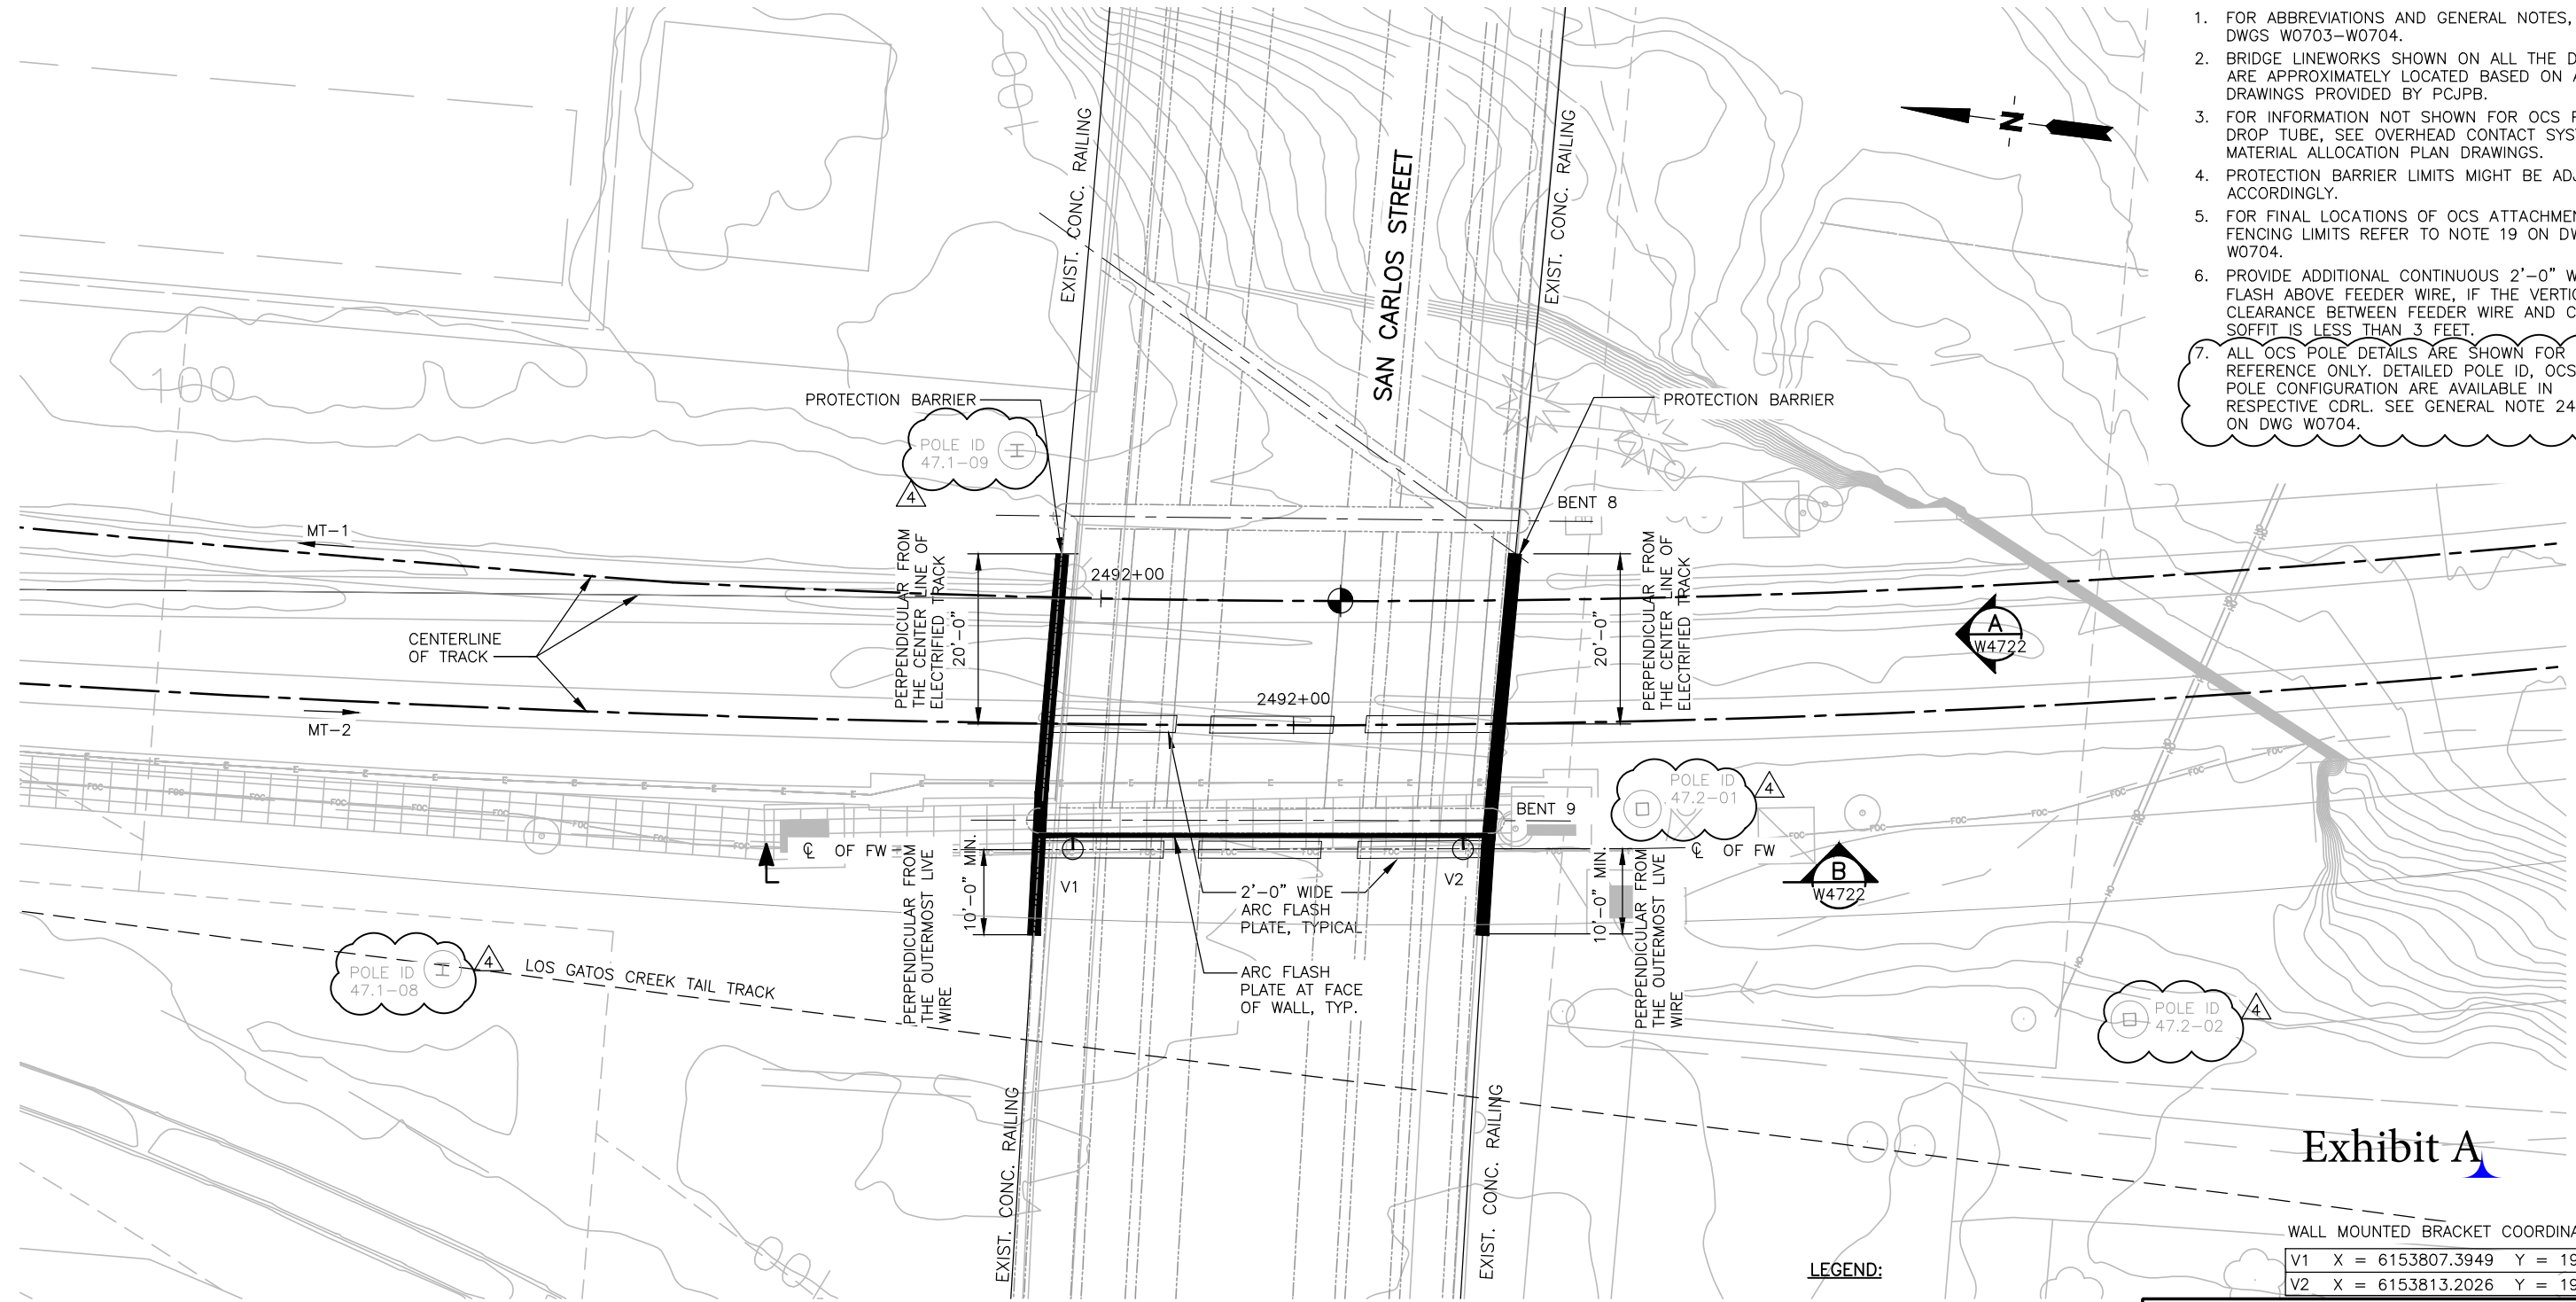 1. FOR ABBREVIATIONS AND GENERAL NOTES,
DWGS W0703-W0704.
2. BRIDGE LINEWORKS SHOWN ON ALL THE
ARE APPROXIMATELY LOCATED BASED ON
DRAWINGS PROVIDED BY PCJPB.
3. FOR INFORMATION NOT SHOWN FOR OCS
DROP TUBE, SEE OVERHEAD CONTACT
MATERIAL ALLOCATION PLAN DRAWINGS.
4. PROTECTION BARRIER LIMITS MIGHT BE
ACCORDINGLY.
5. FOR FINAL LOCATIONS OF OCS
FENCING LIMITS REFER TO NOTE 19 ON
W0704.
6. PROVIDE ADDITIONAL CONTINUOUS 2'-0"
FLASH ABOVE FEEDER WIRE, IF THE
CLEARANCE BETWEEN FEEDER WIRE AND
SOFFIT IS LESS THAN 3 FEET.
7. ALL OCS POLE DETAILS ARE SHOWN FOR
REFERENCE ONLY. DETAILED POLE ID, OCS
POLE CONFIGURATION ARE AVAILABLE IN
RESPECTIVE CDRL. SEE GENERAL NOTE 24
ON DWG W0704.
N
100
100
EXIST. CONC. RAILING
SAN CARLOS STREET
EXIST. CONC. RAILING
PROTECTION BARRIER
PROTECTION BARRIER
POLE ID
47.1-09
4
BENT 8
MT-1
2492+00
PERPENDICULAR FROM
THE CENTER LINE OF
ELECTRIFIED TRACK
20'-0"
20'-0"
PERPENDICULAR FROM
THE CENTER LINE OF
ELECTRIFIED TRACK
A
W4722
CENTERLINE
OF TRACK
2492+00
MT-2
POLE ID
47.2-01
4
BENT 9
℄ OF FW
℄ OF FW
10'-0" MIN.
PERPENDICULAR FROM
THE OUTERMOST LIVE
WIRE
V1
V2
10'-0" MIN.
PERPENDICULAR FROM
THE OUTERMOST LIVE
WIRE
B
W4722
2'-0" WIDE
ARC FLASH
PLATE, TYPICAL
ARC FLASH
PLATE AT FACE
OF WALL, TYP.
POLE ID
47.1-08
4
LOS GATOS CREEK TAIL TRACK
POLE ID
47.2-02
4
EXIST. CONC. RAILING
EXIST. CONC. RAILING
100
Exhibit A
WALL MOUNTED BRACKET
V1 X = 6153807.3949 Y =
V2 X = 6153813.2026 Y =
LEGEND: